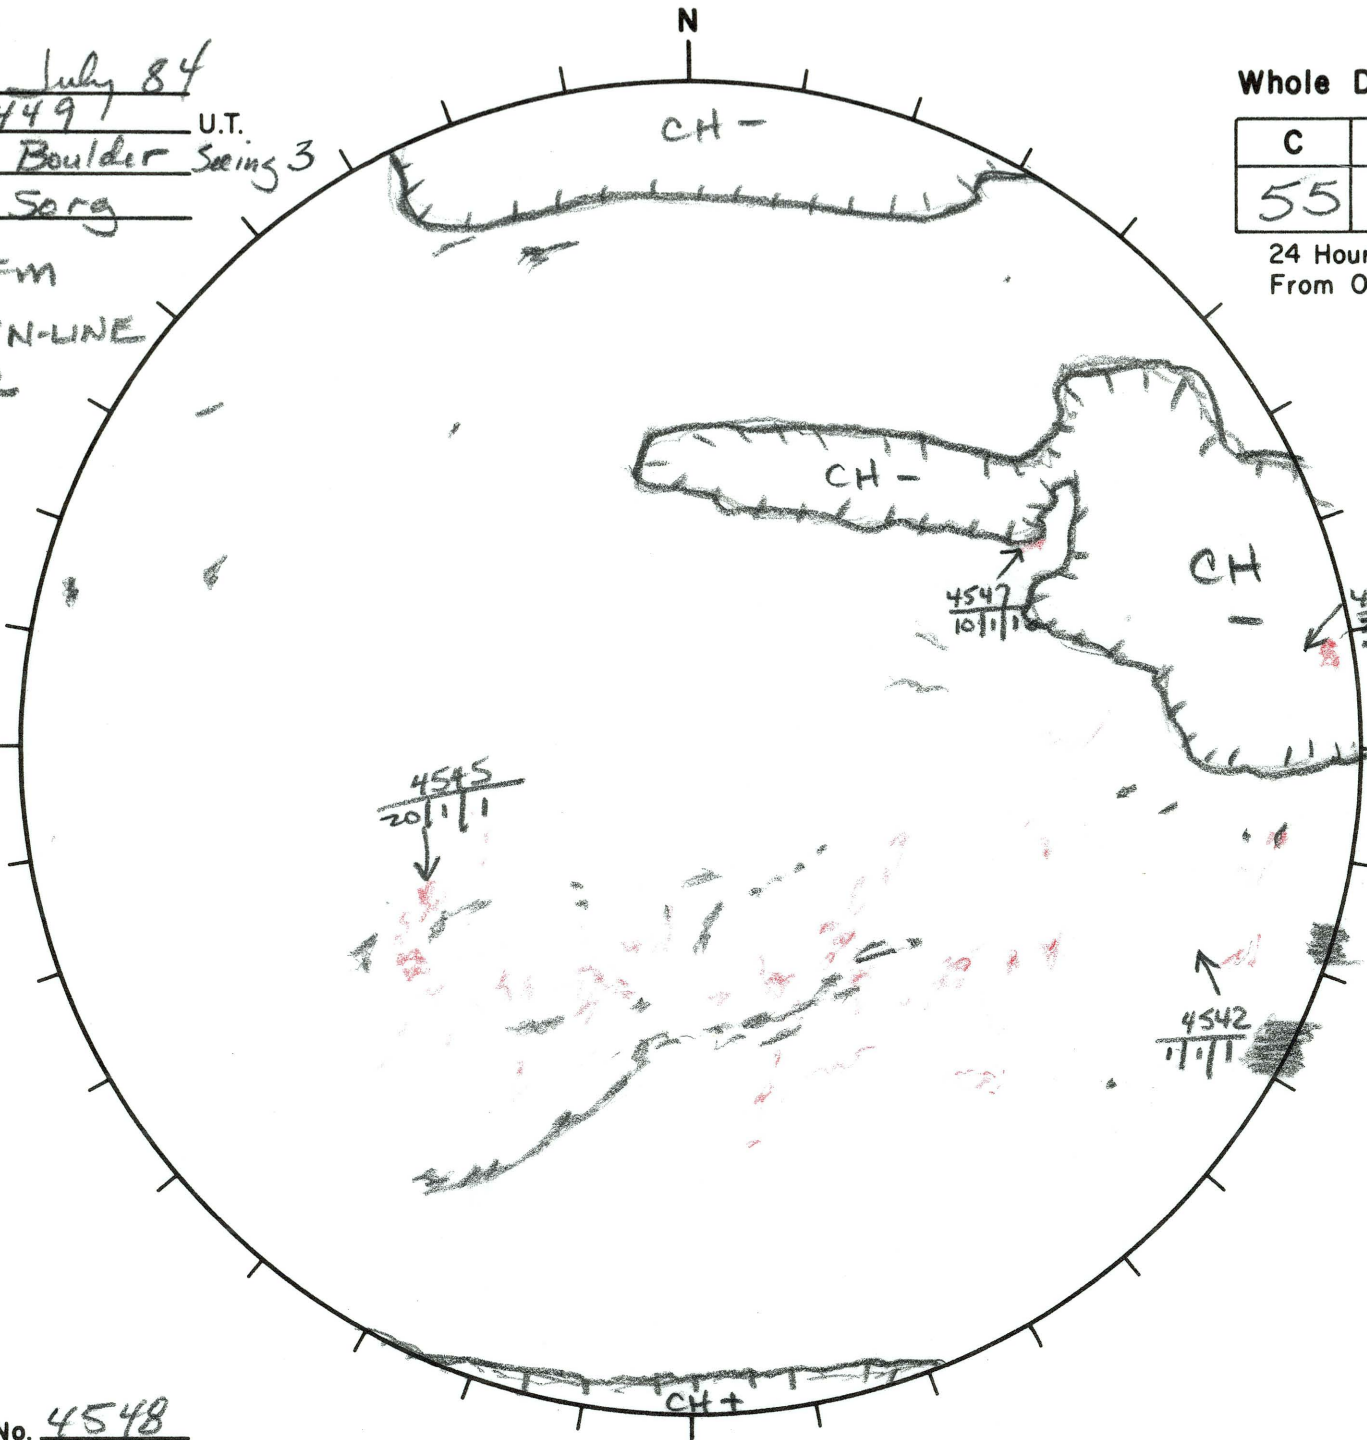 N
July 84
449 U.T.
Boulder Seeing 3
Sorg
Whole D
C
55
24 Hour
From O
N-LINE
CH -
CH -
CH
-
4547
10 1 1
4545
20 1 1
4542
1 1 1
CH +
No. 4548